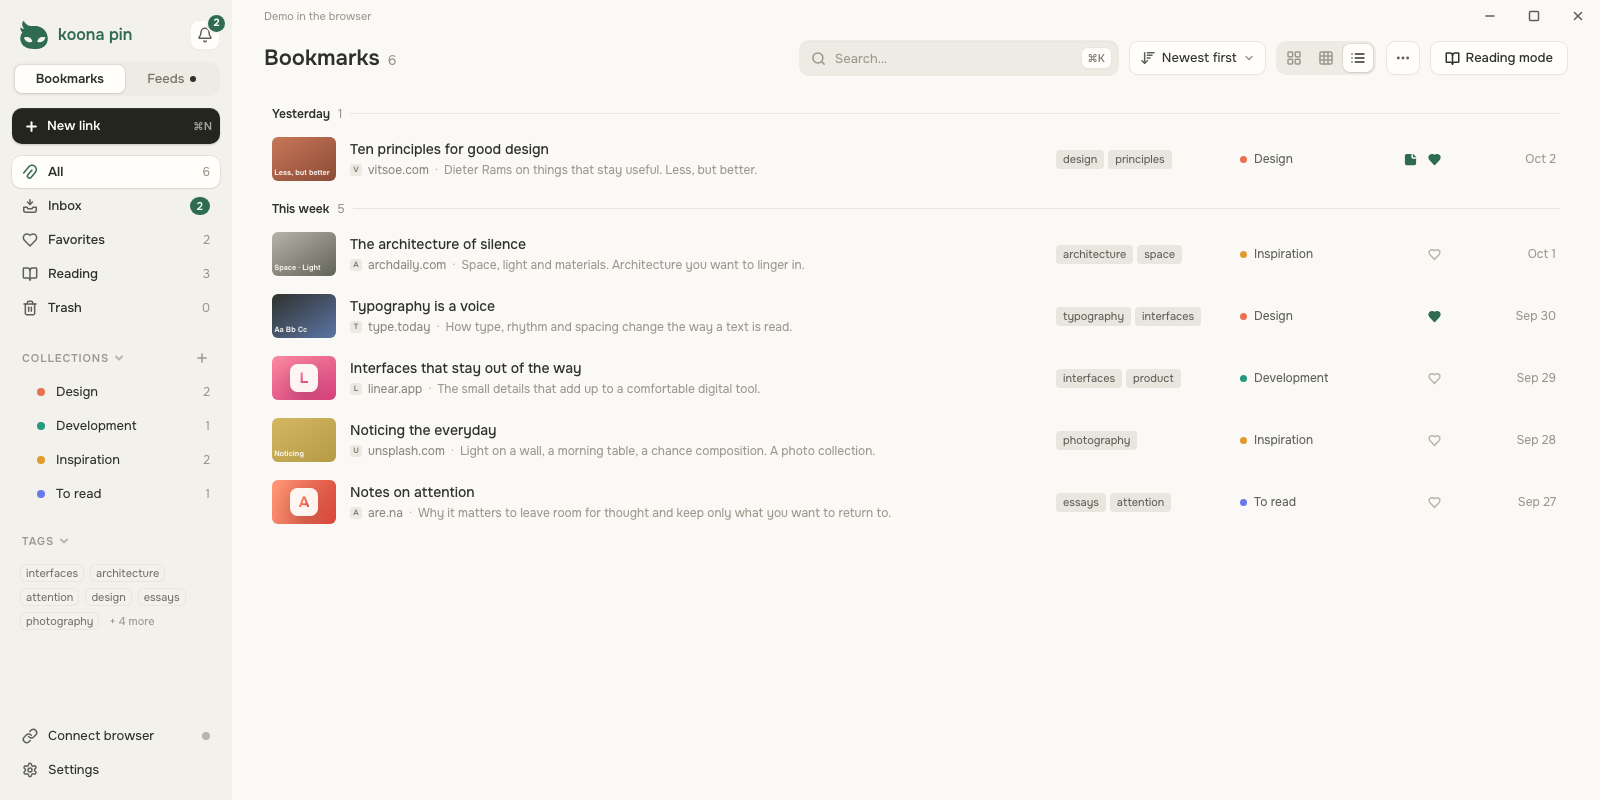 koona pin
2
Bookmarks
Feeds
New link
⌘N
All
6
Inbox
2
Favorites
2
Reading
3
Trash
0
COLLECTIONS
Design
2
Development
1
Inspiration
2
To read
1
TAGS
interfaces
architecture
attention
design
essays
photography
+ 4 more
Connect browser
Settings
Demo in the browser
Bookmarks 6
Search...
⌘K
Newest first
Reading mode
Yesterday 1
Less, but better
Ten principles for good design
V vitsoe.com · Dieter Rams on things that stay useful. Less, but better.
design
principles
Design
Oct 2
This week 5
Space · Light
The architecture of silence
A archdaily.com · Space, light and materials. Architecture you want to linger in.
architecture
space
Inspiration
Oct 1
Aa Bb Cc
Typography is a voice
T type.today · How type, rhythm and spacing change the way a text is read.
typography
interfaces
Design
Sep 30
L
Interfaces that stay out of the way
L linear.app · The small details that add up to a comfortable digital tool.
interfaces
product
Development
Sep 29
Noticing
Noticing the everyday
U unsplash.com · Light on a wall, a morning table, a chance composition. A photo collection.
photography
Inspiration
Sep 28
A
Notes on attention
A are.na · Why it matters to leave room for thought and keep only what you want to return to.
essays
attention
To read
Sep 27